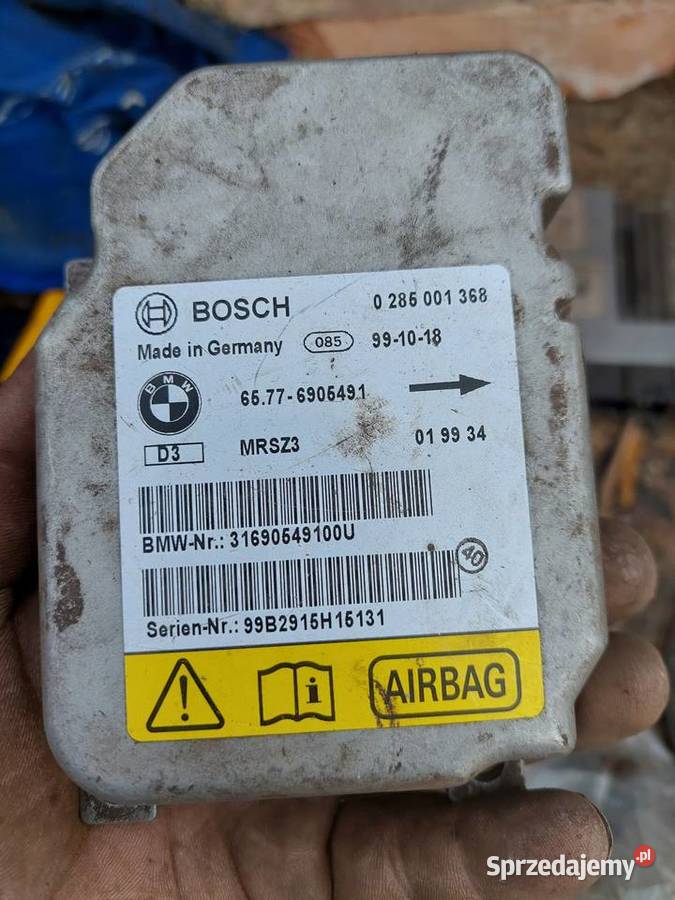 BOSCH 0 285 001 368
Made in Germany 085 99-10-18
BMW
65.77-6905491
D3 MRSZ3 01 99 34
BMW-Nr.: 31690549100U
40
Serien-Nr.: 99B2915H15131
AIRBAG
Sprzedajemy.pl